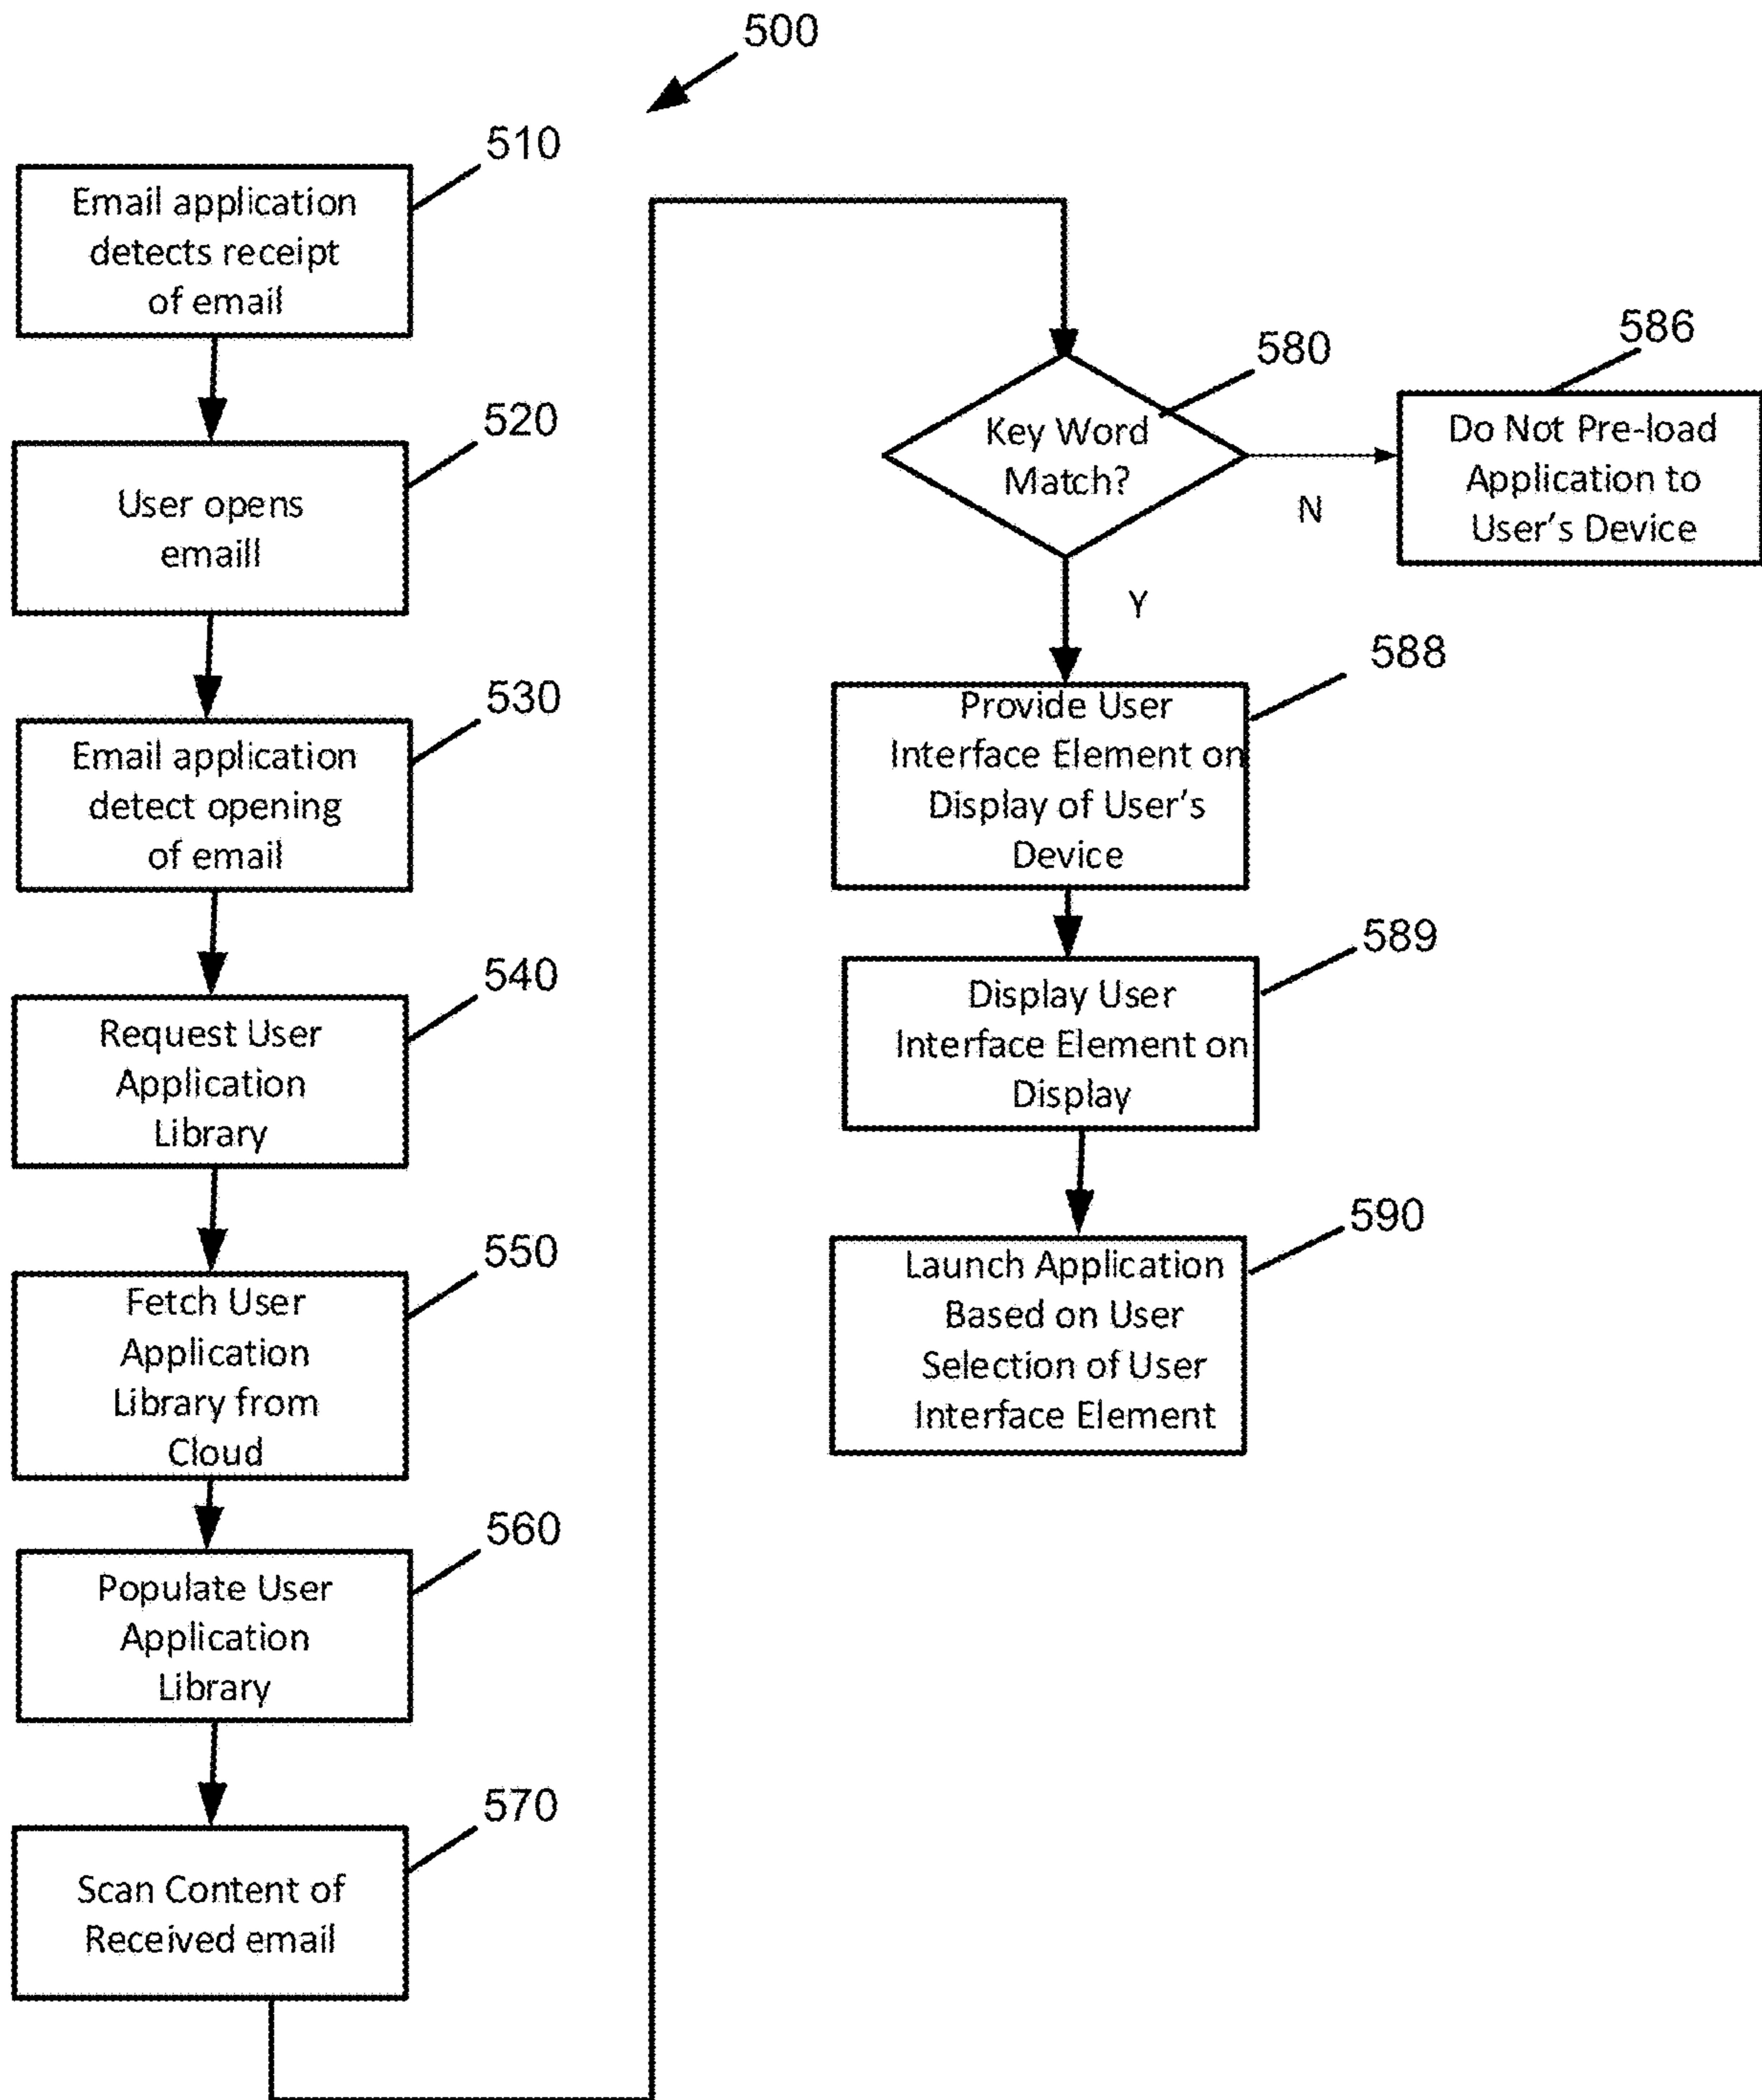 500
510
Email application
detects receipt
of email
520
User opens
emaill
530
Email application
detect opening
of email
540
Request User
Application
Library
550
Fetch User
Application
Library from
Cloud
560
Populate User
Application
Library
570
Scan Content of
Received email
580
Key Word
Match?
N
Y
586
Do Not Pre-load
Application to
User’s Device
588
Provide User
Interface Element on
Display of User’s
Device
589
Display User
Interface Element on
Display
590
Launch Application
Based on User
Selection of User
Interface Element